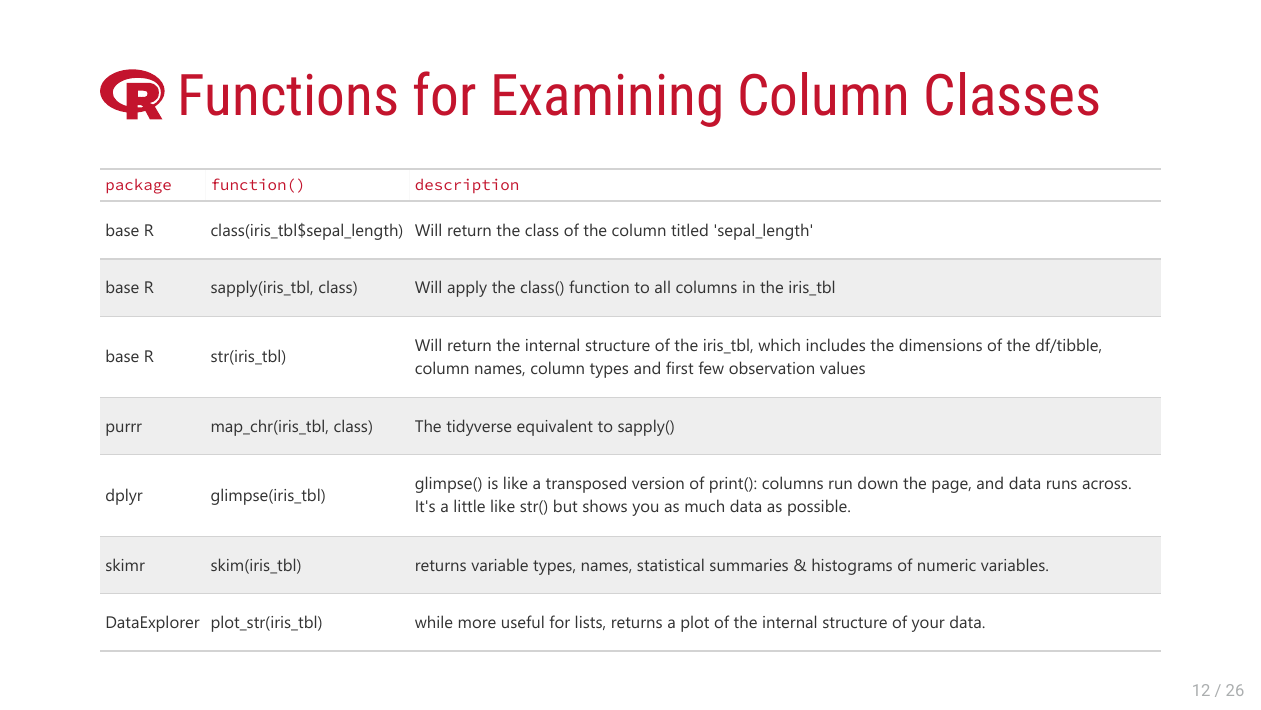 R Functions for Examining Column Classes
package function() description
base R class(iris_tbl$sepal_length) Will return the class of the column titled 'sepal_length'
base R sapply(iris_tbl, class) Will apply the class() function to all columns in the iris_tbl
base R str(iris_tbl) Will return the internal structure of the iris_tbl, which includes the dimensions of the df/tibble,
column names, column types and first few observation values
purrr map_chr(iris_tbl, class) The tidyverse equivalent to sapply()
dplyr glimpse(iris_tbl) glimpse() is like a transposed version of print(): columns run down the page, and data runs across.
It's a little like str() but shows you as much data as possible.
skimr skim(iris_tbl) returns variable types, names, statistical summaries & histograms of numeric variables.
DataExplorer plot_str(iris_tbl) while more useful for lists, returns a plot of the internal structure of your data.
12 / 26